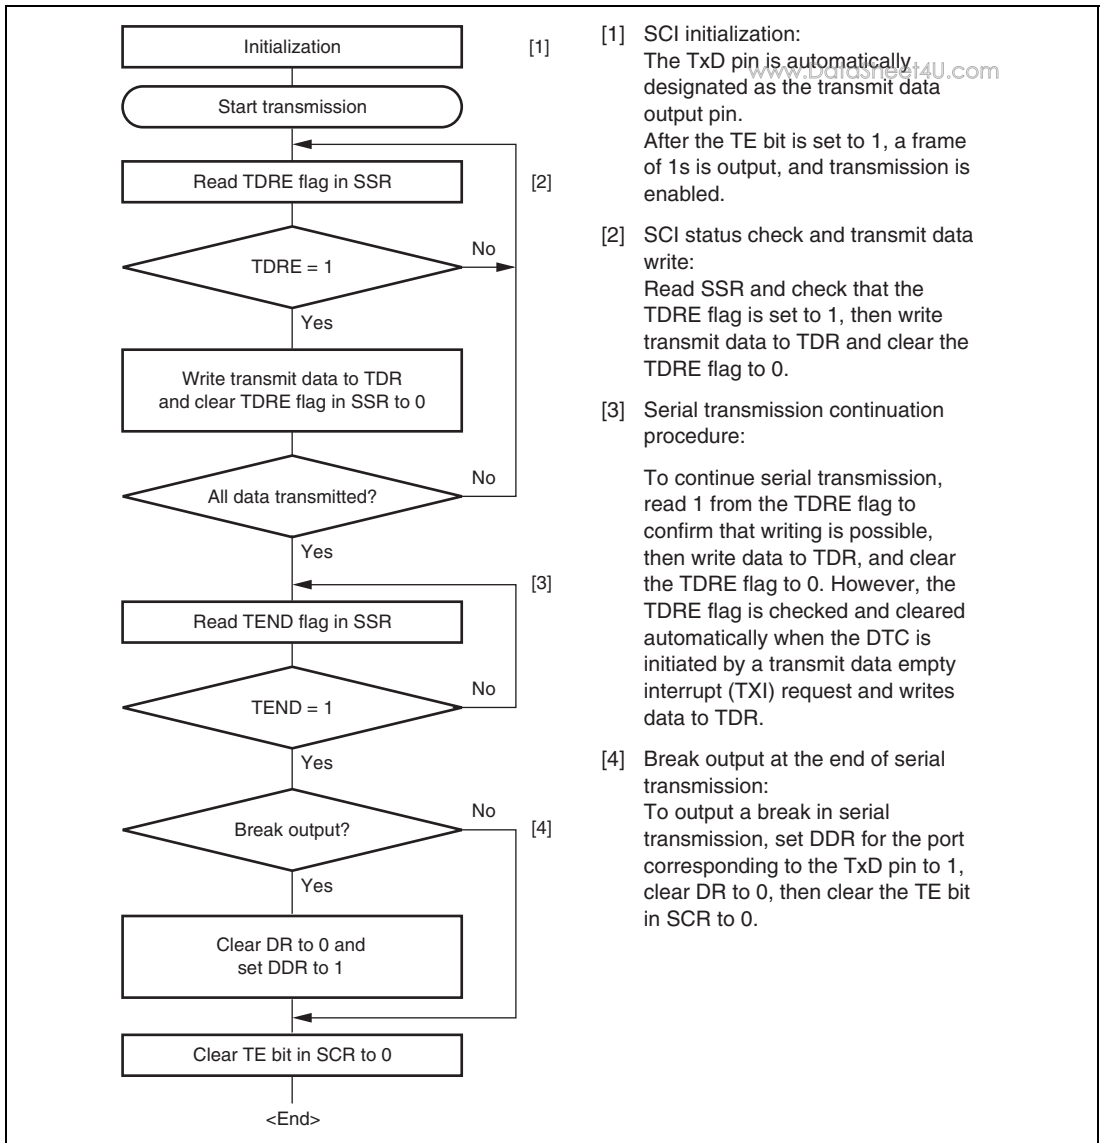 Initialization
[1]
Start transmission
Read TDRE flag in SSR
[2]
TDRE = 1
No
Yes
Write transmit data to TDR
and clear TDRE flag in SSR to 0
All data transmitted?
No
Yes
[3]
Read TEND flag in SSR
TEND = 1
No
Yes
Break output?
No
[4]
Yes
Clear DR to 0 and
set DDR to 1
Clear TE bit in SCR to 0
<End>
[1] SCI initialization:
The TxD pin is automatically
www.DataSheet4U.com
designated as the transmit data
output pin.
After the TE bit is set to 1, a frame
of 1s is output, and transmission is
enabled.
[2] SCI status check and transmit data
write:
Read SSR and check that the
TDRE flag is set to 1, then write
transmit data to TDR and clear the
TDRE flag to 0.
[3] Serial transmission continuation
procedure:
To continue serial transmission,
read 1 from the TDRE flag to
confirm that writing is possible,
then write data to TDR, and clear
the TDRE flag to 0. However, the
TDRE flag is checked and cleared
automatically when the DTC is
initiated by a transmit data empty
interrupt (TXI) request and writes
data to TDR.
[4] Break output at the end of serial
transmission:
To output a break in serial
transmission, set DDR for the port
corresponding to the TxD pin to 1,
clear DR to 0, then clear the TE bit
in SCR to 0.